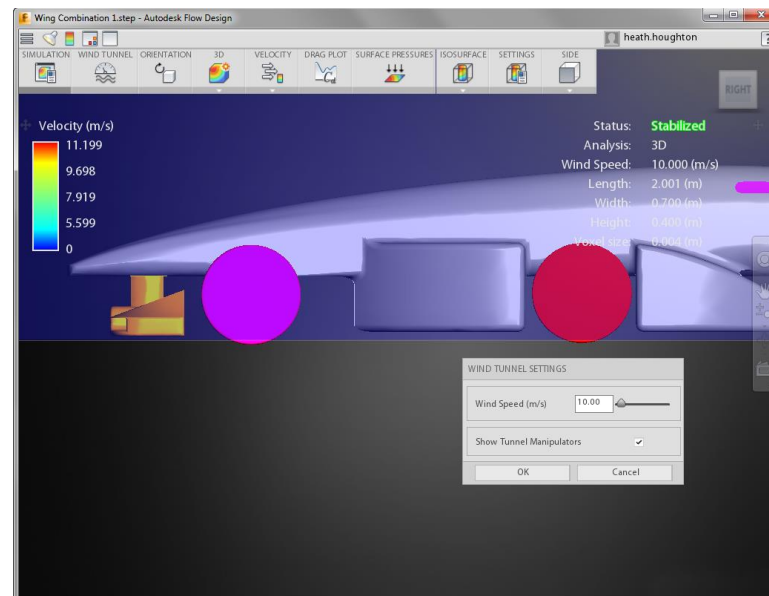 Wing Combination 1.step - Autodesk Flow Design
heath.houghton
?
SIMULATION WIND TUNNEL ORIENTATION 3D VELOCITY DRAG PLOT SURFACE PRESSURES ISOSURFACE SETTINGS SIDE
Cd
RIGHT
Velocity (m/s)
11.199
9.698
7.919
5.599
0
Status: Stabilized
Analysis: 3D
Wind Speed: 10.000 (m/s)
Length: 2.001 (m)
Width: 0.700 (m)
Height: 0.400 (m)
Voxel size: 0.004 (m)
WIND TUNNEL SETTINGS
Wind Speed (m/s) 10.00
Show Tunnel Manipulators
OK Cancel